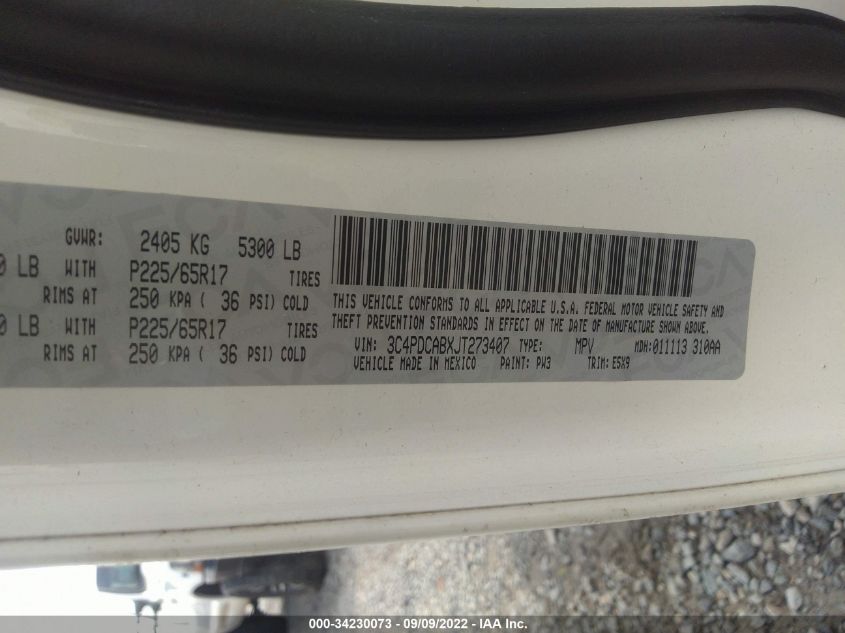 GVWR: 2405 KG 5300 LB
0 LB WITH P225/65R17 TIRES
RIMS AT 250 KPA ( 36 PSI) COLD
0 LB WITH P225/65R17 TIRES
RIMS AT 250 KPA ( 36 PSI) COLD
THIS VEHICLE CONFORMS TO ALL APPLICABLE U.S.A. FEDERAL MOTOR VEHICLE SAFETY AND
THEFT PREVENTION STANDARDS IN EFFECT ON THE DATE OF MANUFACTURE SHOWN ABOVE.
VIN: 3C4PDCABXJT273407 TYPE: MPV MDH:011113 310AA
VEHICLE MADE IN MEXICO PAINT: PW3 TRIM: E5X9
000-34230073 - 09/09/2022 - IAA Inc.